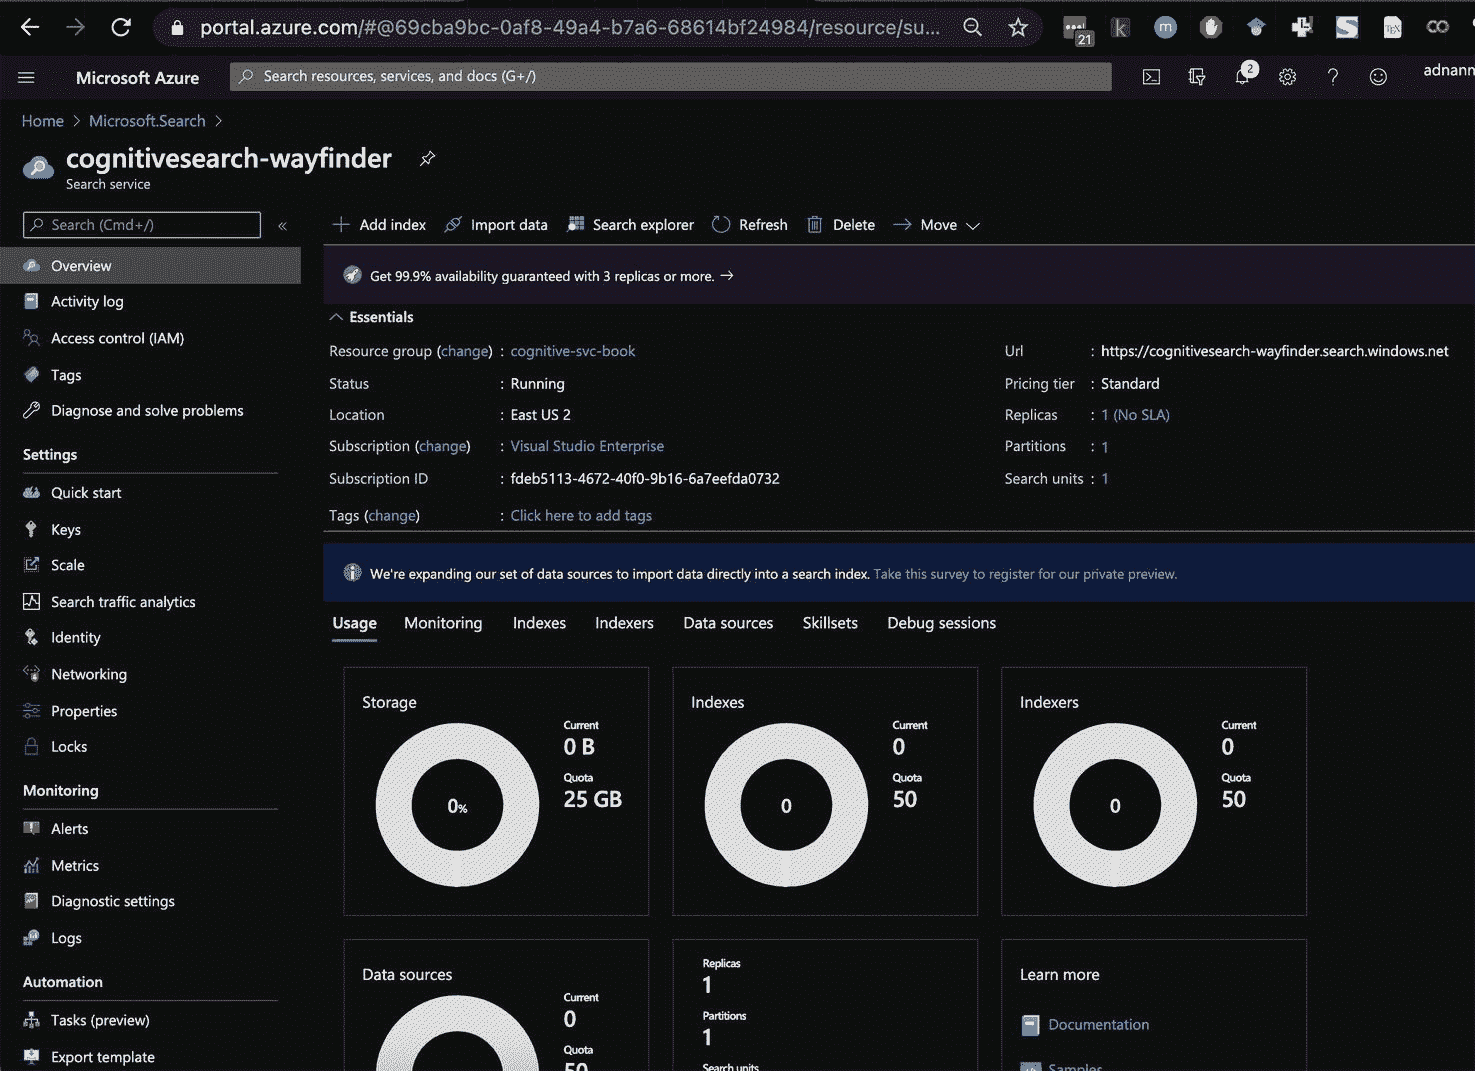 portal.azure.com/#@69cba9bc-0af8-49a4-b7a6-68614bf24984/resource/su...
21
k
m
S
TEX
Microsoft Azure
Search resources, services, and docs (G+/)
2
adnann
Home > Microsoft.Search >
cognitivesearch-wayfinder
Search service
Search (Cmd+/)
«
Overview
Activity log
Access control (IAM)
Tags
Diagnose and solve problems
Settings
Quick start
Keys
Scale
Search traffic analytics
Identity
Networking
Properties
Locks
Monitoring
Alerts
Metrics
Diagnostic settings
Logs
Automation
Tasks (preview)
Export template
Add index
Import data
Search explorer
Refresh
Delete
Move
Get 99.9% availability guaranteed with 3 replicas or more. →
Essentials
Resource group (change) : cognitive-svc-book
Status : Running
Location : East US 2
Subscription (change) : Visual Studio Enterprise
Subscription ID : fdeb5113-4672-40f0-9b16-6a7eefda0732
Tags (change) : Click here to add tags
Url : https://cognitivesearch-wayfinder.search.windows.net
Pricing tier : Standard
Replicas : 1 (No SLA)
Partitions : 1
Search units : 1
We're expanding our set of data sources to import data directly into a search index. Take this survey to register for our private preview.
Usage
Monitoring
Indexes
Indexers
Data sources
Skillsets
Debug sessions
Storage
0%
Current
0 B
Quota
25 GB
Indexes
0
Current
0
Quota
50
Indexers
0
Current
0
Quota
50
Data sources
Current
0
Quota
50
Replicas
1
Partitions
1
Search units
Learn more
Documentation
Samples